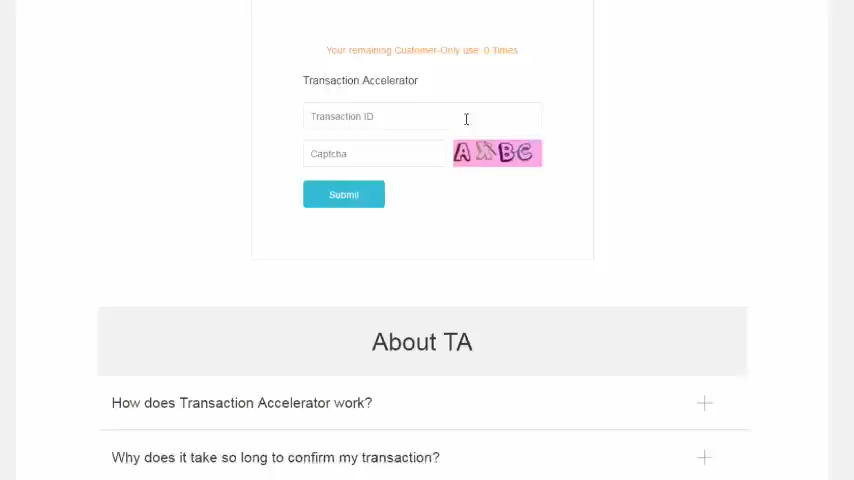 Your remaining Customer-Only use: 0 Times
Transaction Accelerator
Transaction ID
Captcha
Submit
About TA
How does Transaction Accelerator work?
Why does it take so long to confirm my transaction?